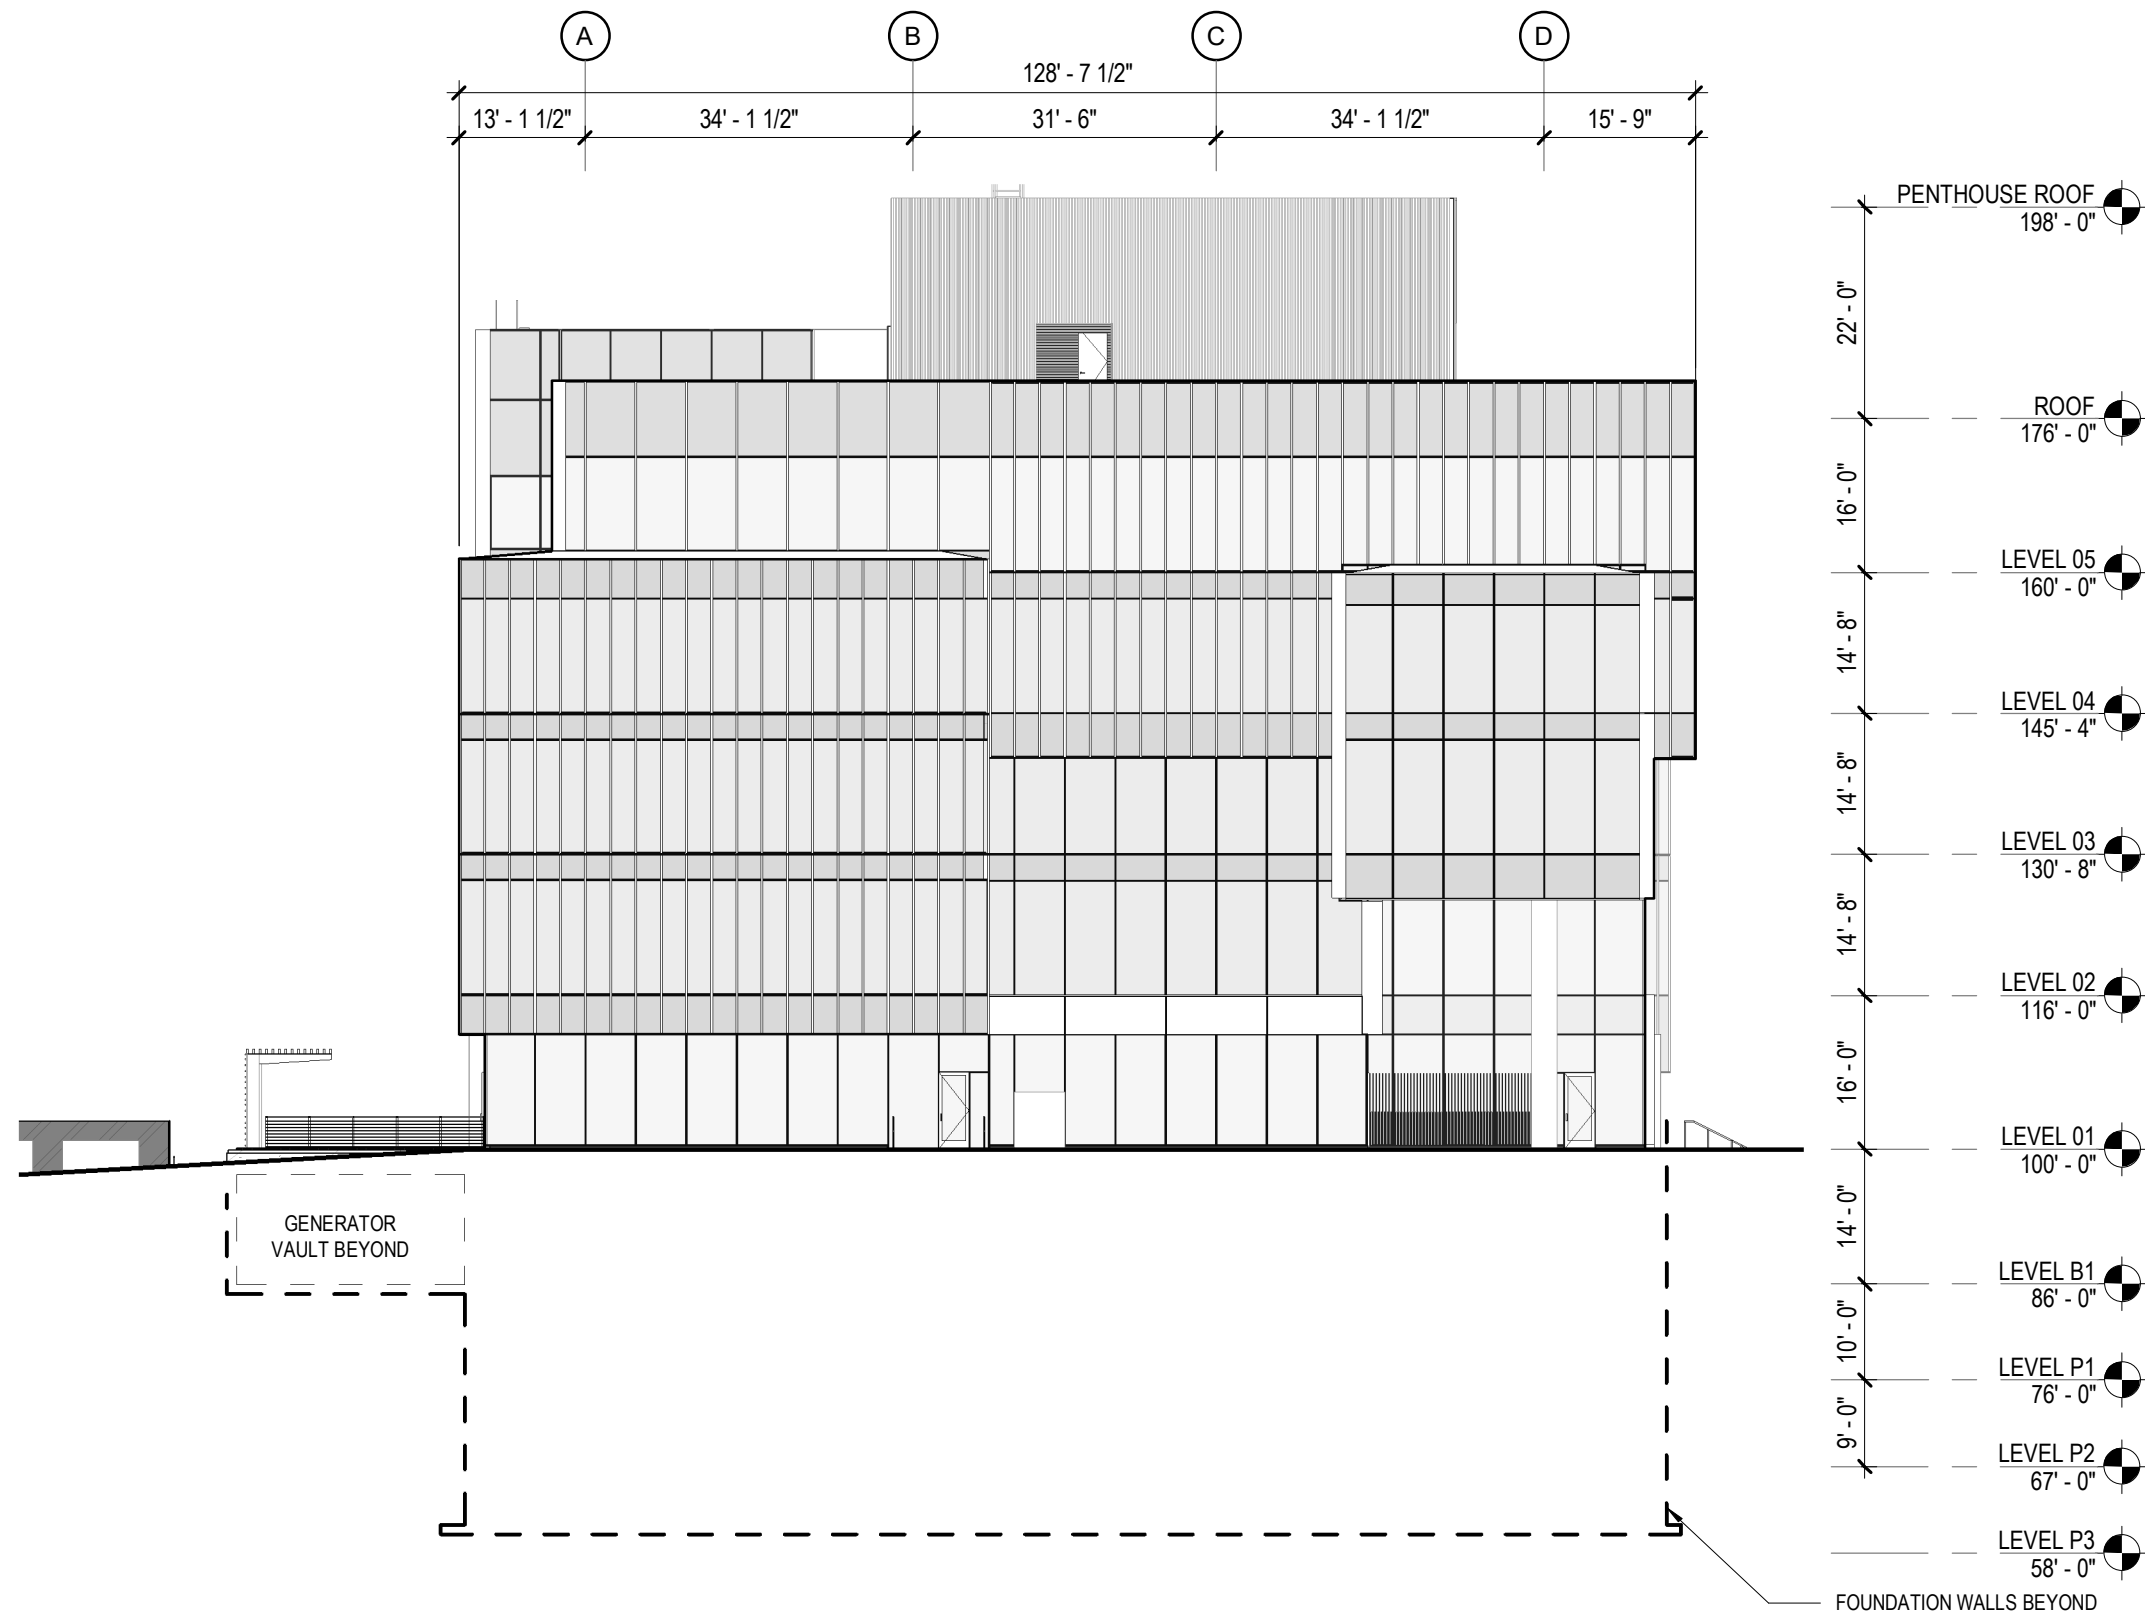 A
B
C
D
128' - 7 1/2"
13' - 1 1/2"
34' - 1 1/2"
31' - 6"
34' - 1 1/2"
15' - 9"
PENTHOUSE ROOF
198' - 0"
22' - 0"
ROOF
176' - 0"
16' - 0"
LEVEL 05
160' - 0"
14' - 8"
LEVEL 04
145' - 4"
14' - 8"
LEVEL 03
130' - 8"
14' - 8"
LEVEL 02
116' - 0"
16' - 0"
LEVEL 01
100' - 0"
14' - 0"
GENERATOR
VAULT BEYOND
LEVEL B1
86' - 0"
10' - 0"
LEVEL P1
76' - 0"
9' - 0"
LEVEL P2
67' - 0"
LEVEL P3
58' - 0"
FOUNDATION WALLS BEYOND